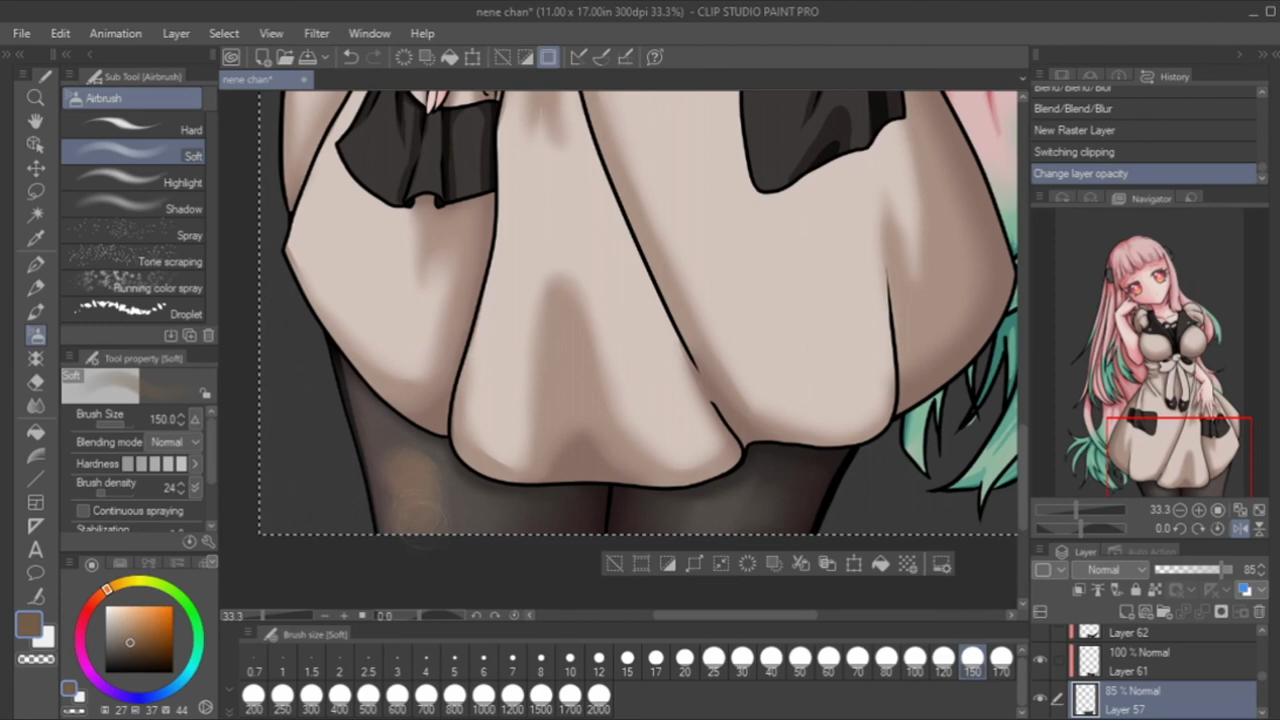 nene chan* (11.00 x 17.00in 300dpi 33.3%)  - CLIP STUDIO PAINT PRO
File Edit Animation Layer Select View Filter Window Help
Sub Tool [Airbrush]
nene chan*
History
Airbrush
Hard
Soft
Highlight
Shadow
Spray
Tone scraping
Running color spray
Droplet
Blend/Blend/Blur
Blend/Blend/Blur
New Raster Layer
Switching clipping
Change layer opacity
Navigator
Tool property [Soft]
Soft
Brush Size 150.0
Blending mode Normal
Hardness
Brush density 24
Continuous spraying
Stabilization
33.3
0.0
Layer Auto Action
Normal 85
33.3 0.0
Brush size [Soft]
0.7 1 1.5 2 2.5 3 4 5 6 7 8 10 12 15 17 20 25 30 40 50 60 70 80 100 120 150 170
200 250 300 400 500 600 700 800 1000 1200 1500 1700 2000
Layer 62
100 % Normal
Layer 61
85 % Normal
Layer 57
27 37 44